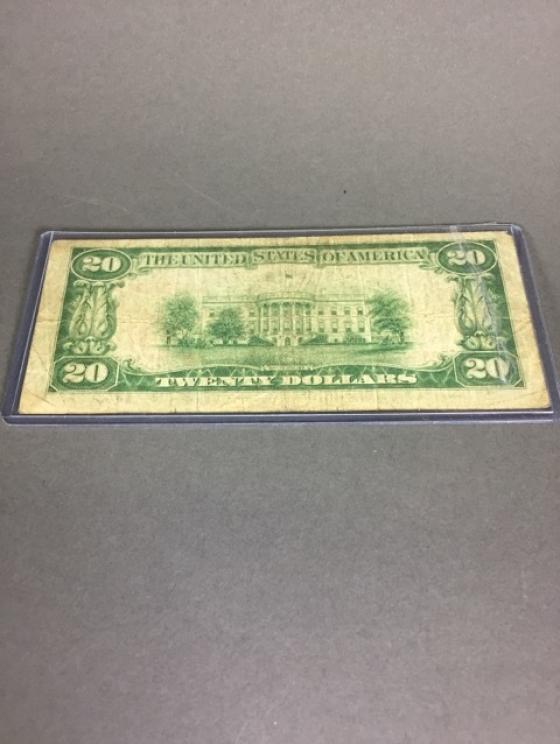 20 THE UNITED STATES OF AMERICA 20
20 TWENTY DOLLARS 20